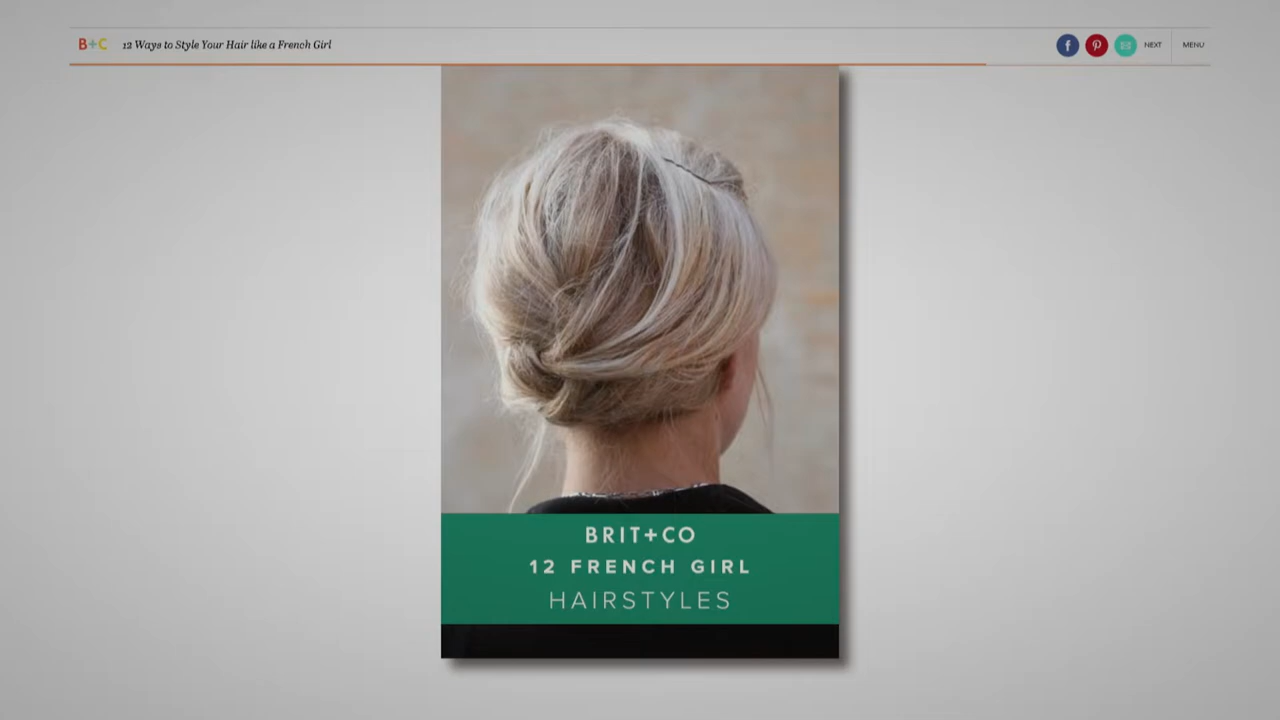 B+C 12 Ways to Style Your Hair like a French Girl
f
NEXT
MENU
BRIT+CO
12 FRENCH GIRL
HAIRSTYLES